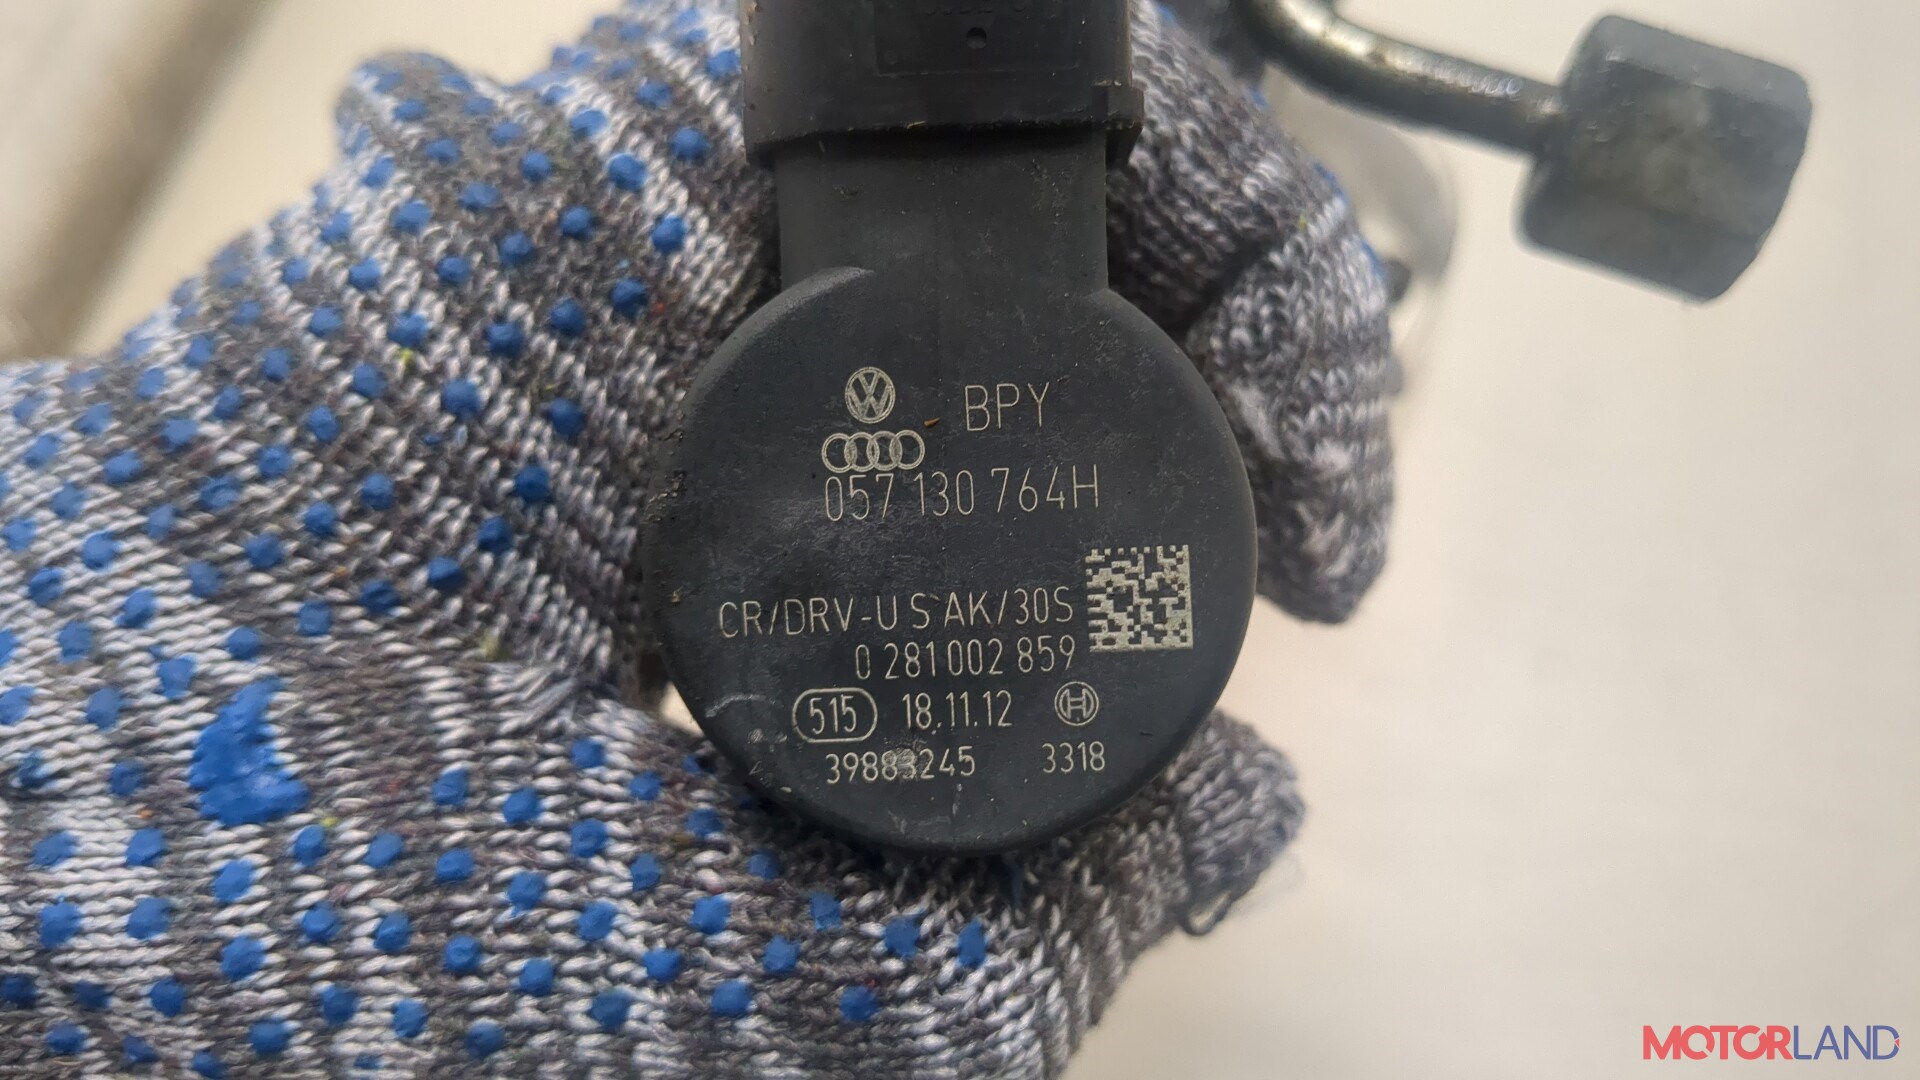 BPY
057 130 764H
CR/DRV-U S AK/30S
0 281 002 859
515 18.11.12
39883245 3318
MOTORLAND